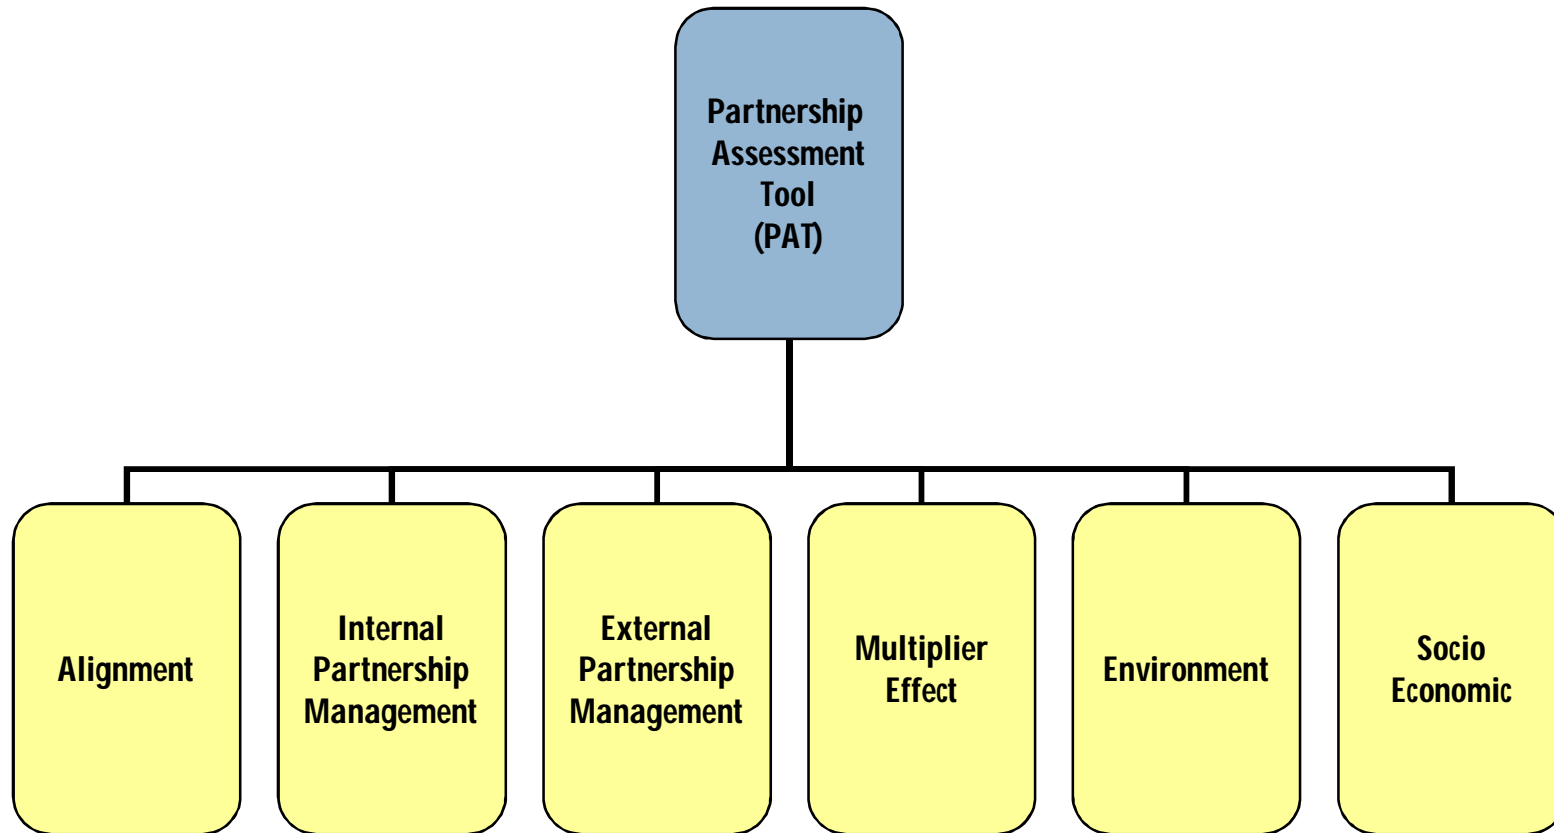 Partnership
Assessment
Tool
(PAT)
Alignment
Internal
Partnership
Management
External
Partnership
Management
Multiplier
Effect
Environment
Socio
Economic